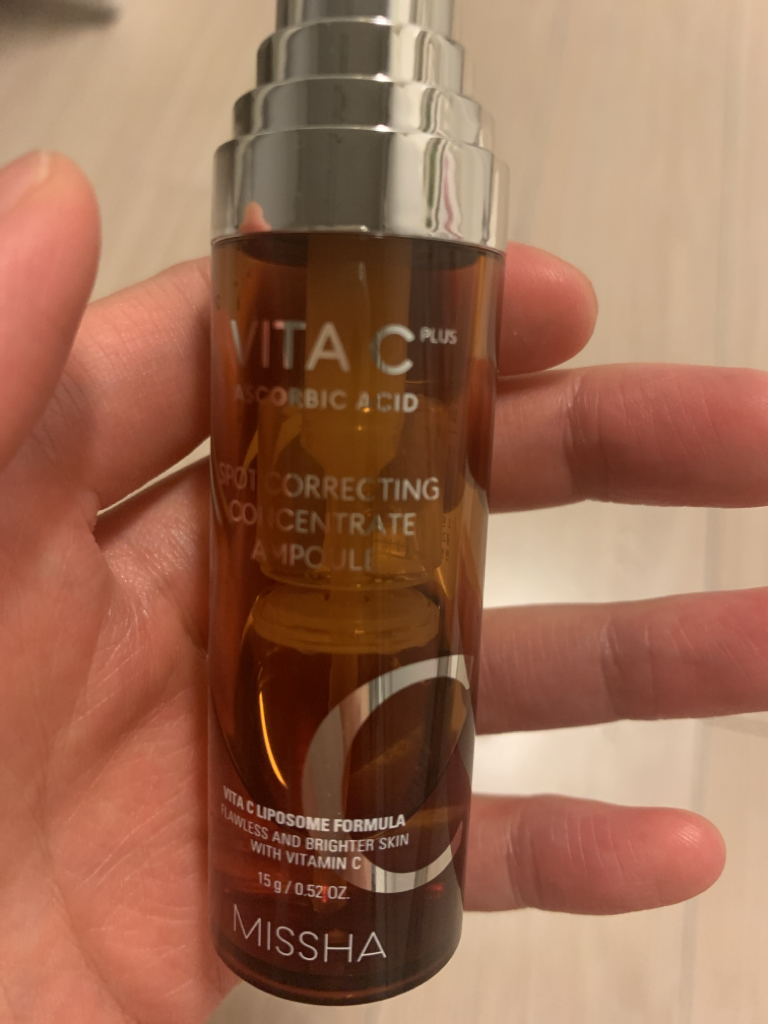 VITA C PLUS
ASCORBIC ACID
SPOT CORRECTING
CONCENTRATE
AMPOULE
VITA C LIPOSOME FORMULA
FLAWLESS AND BRIGHTER SKIN
WITH VITAMIN C
15 g / 0.52 OZ.
MISSHA